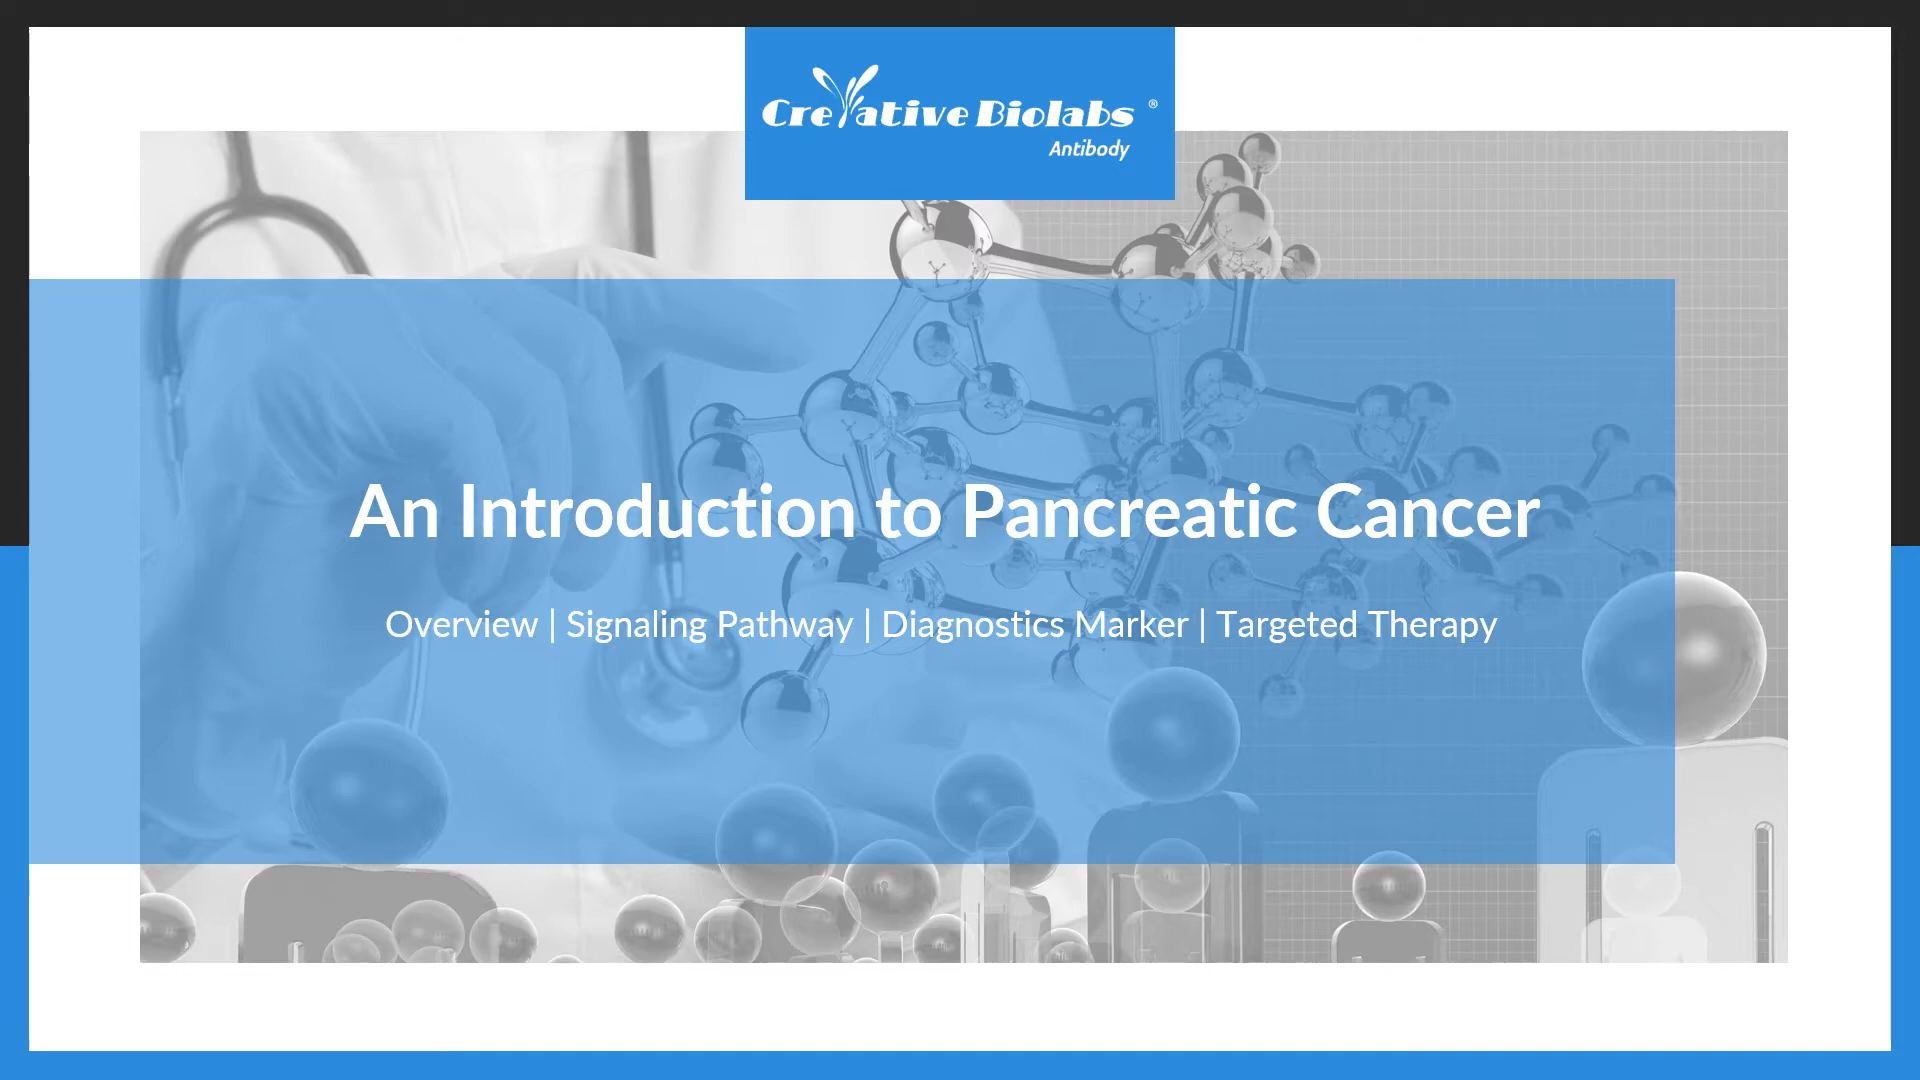 Creative Biolabs ®
Antibody
An Introduction to Pancreatic Cancer
Overview | Signaling Pathway | Diagnostics Marker | Targeted Therapy